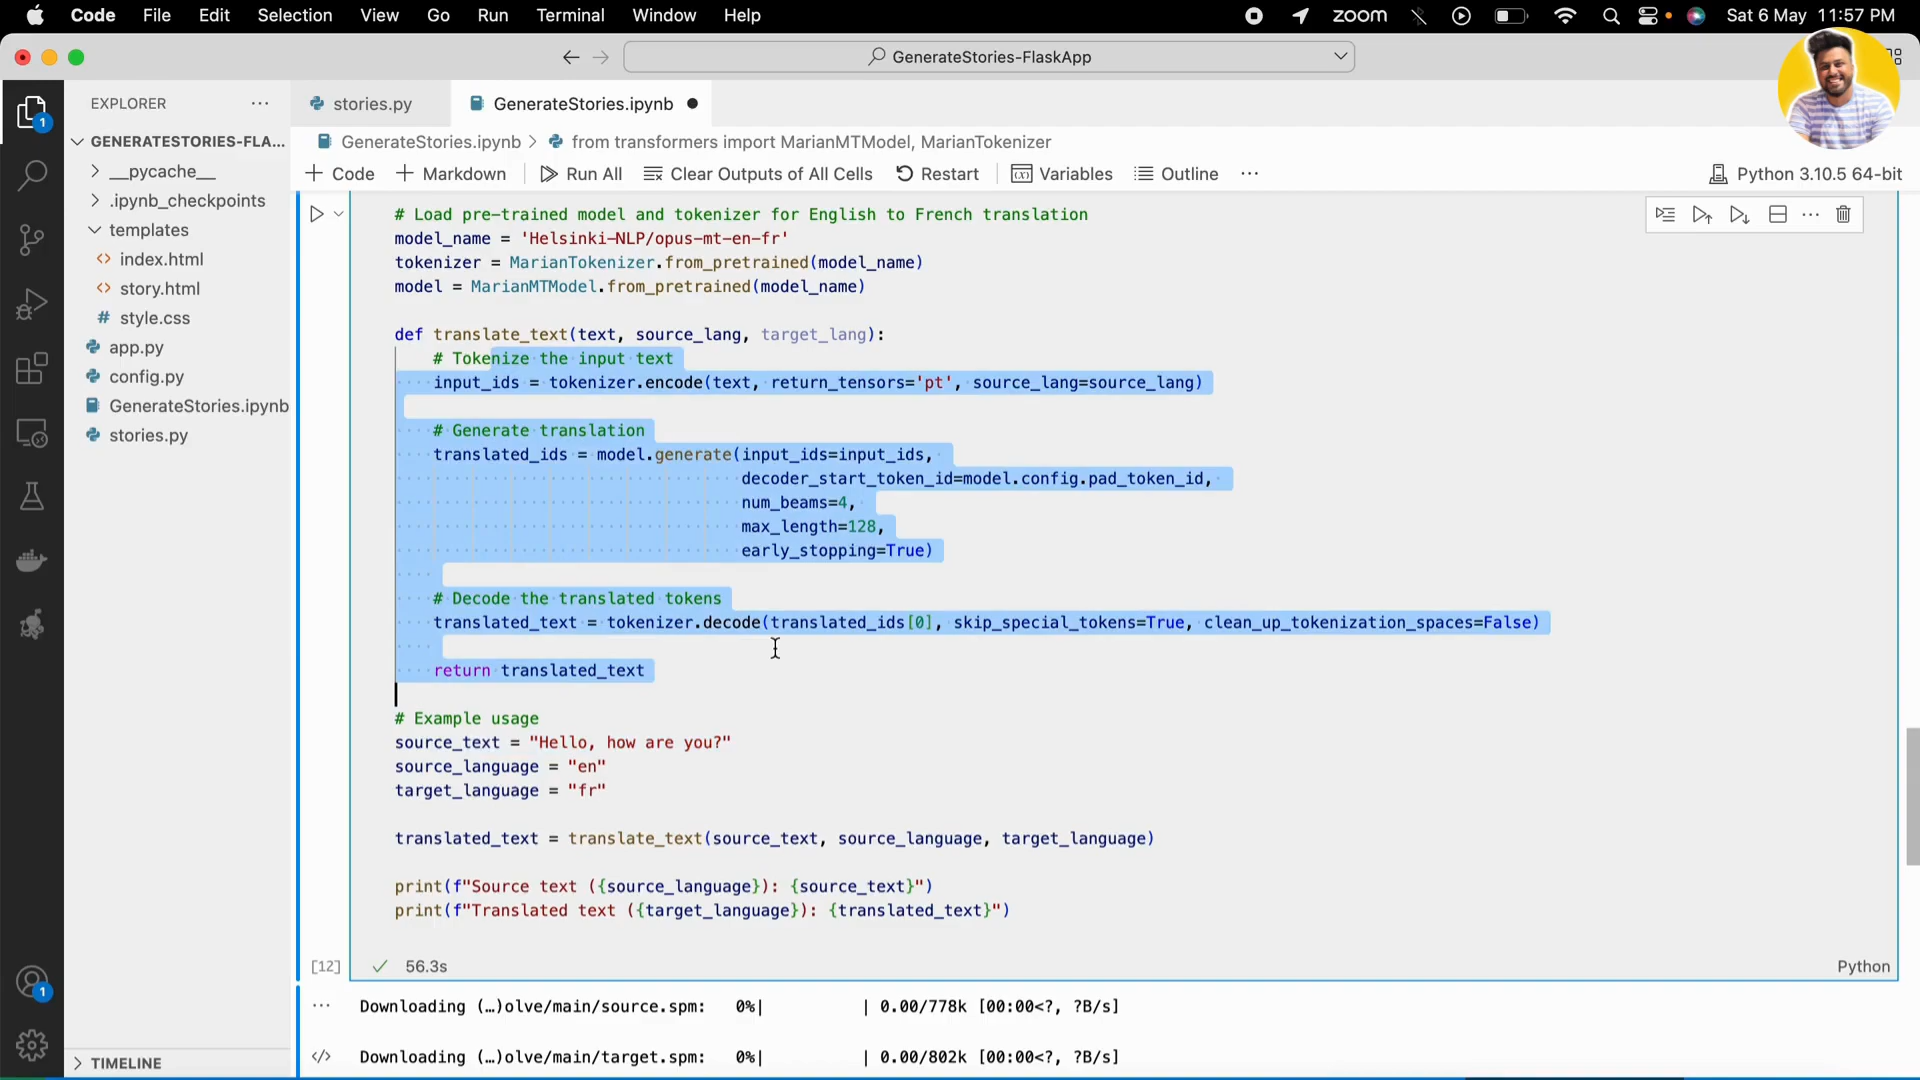 Code File Edit Selection View Go Run Terminal Window Help zoom Sat 6 May 11:57 PM
GenerateStories-FlaskApp
EXPLORER
GENERATESTORIES-FLA...
__pycache__
.ipynb_checkpoints
templates
index.html
story.html
style.css
app.py
config.py
GenerateStories.ipynb
stories.py
TIMELINE
stories.py GenerateStories.ipynb
GenerateStories.ipynb > from transformers import MarianMTModel, MarianTokenizer
+ Code + Markdown Run All Clear Outputs of All Cells Restart Variables Outline ... Python 3.10.5 64-bit
# Load pre-trained model and tokenizer for English to French translation
model_name = 'Helsinki-NLP/opus-mt-en-fr'
tokenizer = MarianTokenizer.from_pretrained(model_name)
model = MarianMTModel.from_pretrained(model_name)
def translate_text(text, source_lang, target_lang):
# Tokenize the input text
input_ids = tokenizer.encode(text, return_tensors='pt', source_lang=source_lang)
# Generate translation
translated_ids = model.generate(input_ids=input_ids,
decoder_start_token_id=model.config.pad_token_id,
num_beams=4,
max_length=128,
early_stopping=True)
# Decode the translated tokens
translated_text = tokenizer.decode(translated_ids[0], skip_special_tokens=True, clean_up_tokenization_spaces=False)
return translated_text
# Example usage
source_text = "Hello, how are you?"
source_language = "en"
target_language = "fr"
translated_text = translate_text(source_text, source_language, target_language)
print(f"Source text ({source_language}): {source_text}")
print(f"Translated text ({target_language}): {translated_text}")
[12] ✓ 56.3s Python
Downloading (…)olve/main/source.spm: 0%| | 0.00/778k [00:00<?, ?B/s]
Downloading (…)olve/main/target.spm: 0%| | 0.00/802k [00:00<?, ?B/s]
1
1